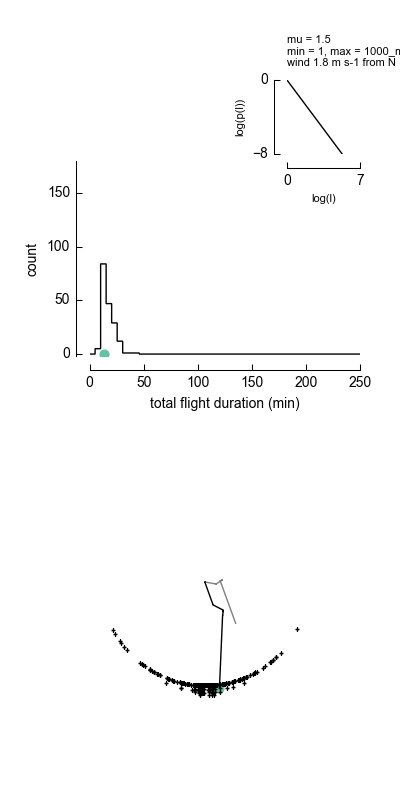 mu = 1.5
min = 1, max = 1000_m
wind 1.8 m s-1 from N
0
log(p(l))
−8
0 7
log(l)
150
100
count
50
0
0 50 100 150 200 250
total flight duration (min)